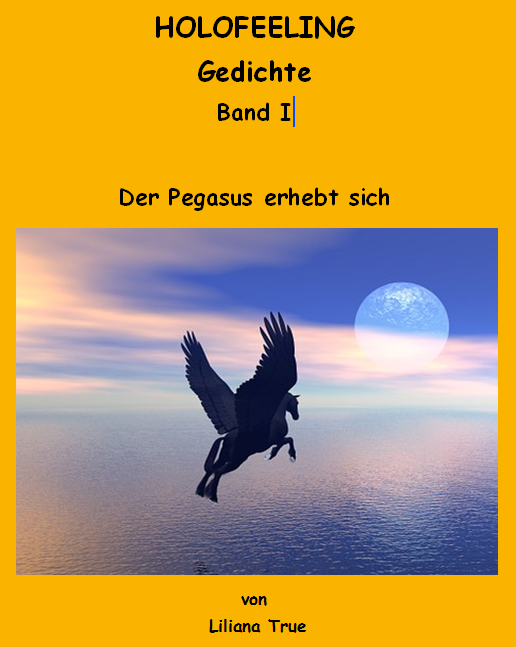 HOLOFEELING
Gedichte
Band I
Der Pegasus erhebt sich
von
Liliana True